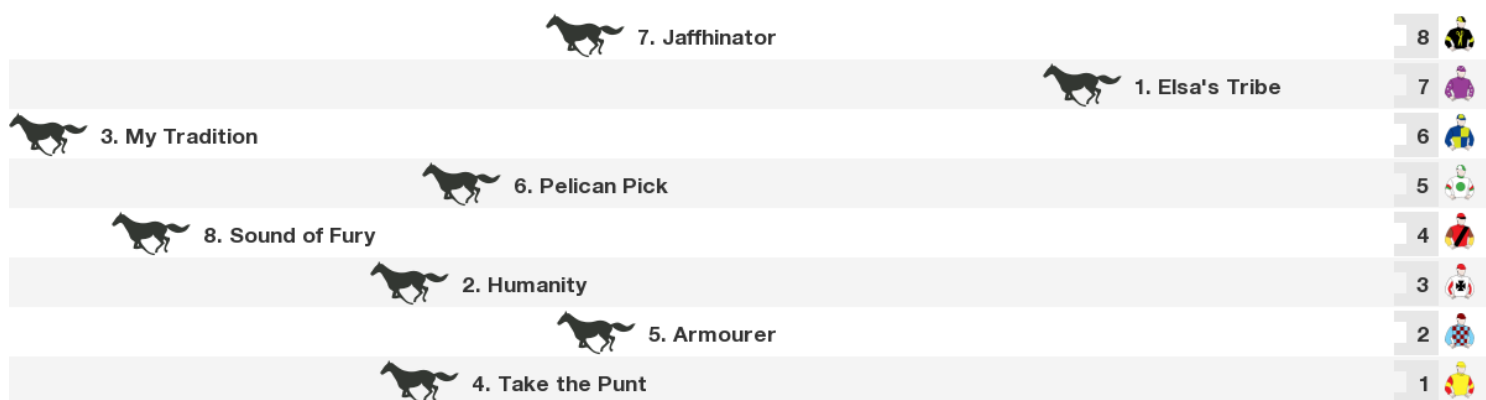 7. Jaffhinator 8
1. Elsa's Tribe 7
3. My Tradition 6
6. Pelican Pick 5
8. Sound of Fury 4
2. Humanity 3
5. Armourer 2
4. Take the Punt 1